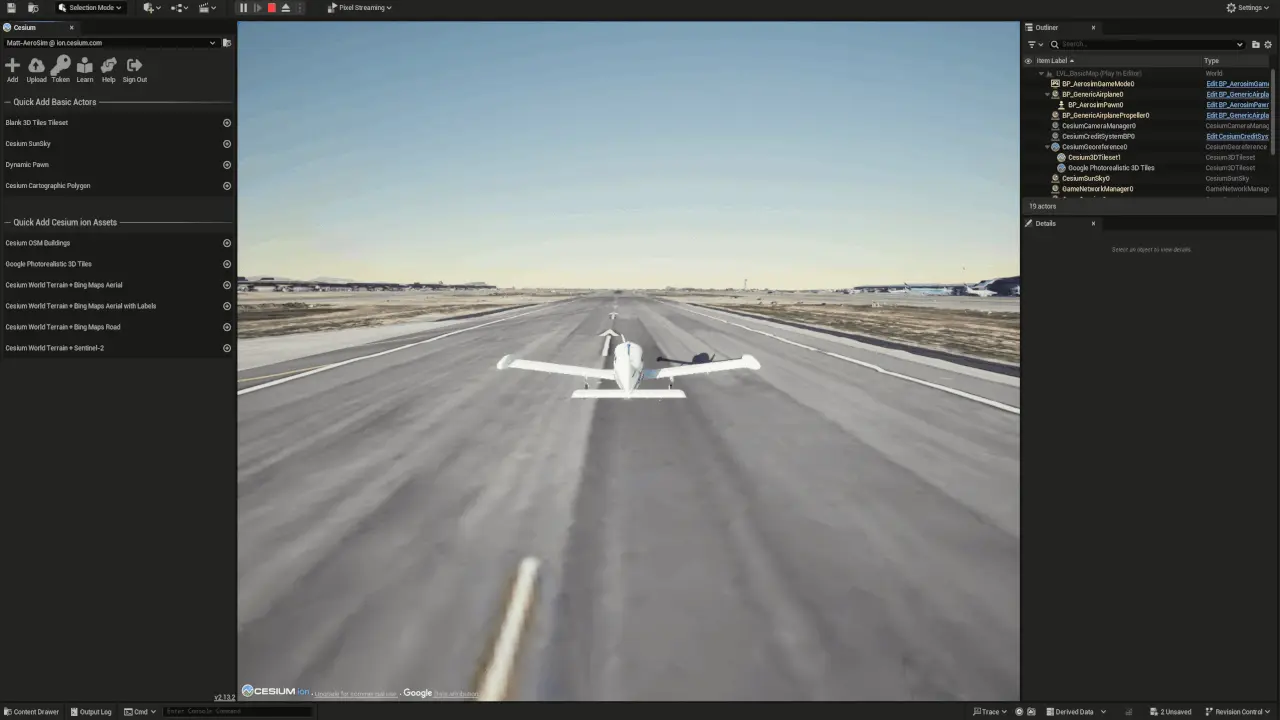 Selection Mode
Pixel Streaming
Settings
Cesium
Matt-AeroSim @ ion.cesium.com
Add Upload Token Learn Help Sign Out
Quick Add Basic Actors
Blank 3D Tiles Tileset
Cesium SunSky
Dynamic Pawn
Cesium Cartographic Polygon
Quick Add Cesium ion Assets
Cesium OSM Buildings
Google Photorealistic 3D Tiles
Cesium World Terrain + Bing Maps Aerial
Cesium World Terrain + Bing Maps Aerial with Labels
Cesium World Terrain + Bing Maps Road
Cesium World Terrain + Sentinel-2
v2.13.2
CESIUM ion · Upgrade for commercial use. · Google Data attribution
Outliner
Search...
Item Label Type
LVL_BasicMap (Play In Editor) World
BP_AerosimGameMode0 Edit BP_AerosimGame
BP_GenericAirplane0 Edit BP_GenericAirpla
BP_AerosimPawn0 Edit BP_AerosimPawn
BP_GenericAirplanePropeller0 Edit BP_GenericAirpla
CesiumCameraManager0 CesiumCameraManag
CesiumCreditSystemBP0 Edit CesiumCreditSys
CesiumGeoreference0 CesiumGeoreference
Cesium3DTileset1 Cesium3DTileset
Google Photorealistic 3D Tiles Cesium3DTileset
CesiumSunSky0 CesiumSunSky
GameNetworkManager0 GameNetworkManag
19 actors
Details
Select an object to view details.
Content Drawer Output Log Cmd Enter Console Command Trace Derived Data 2 Unsaved Revision Control